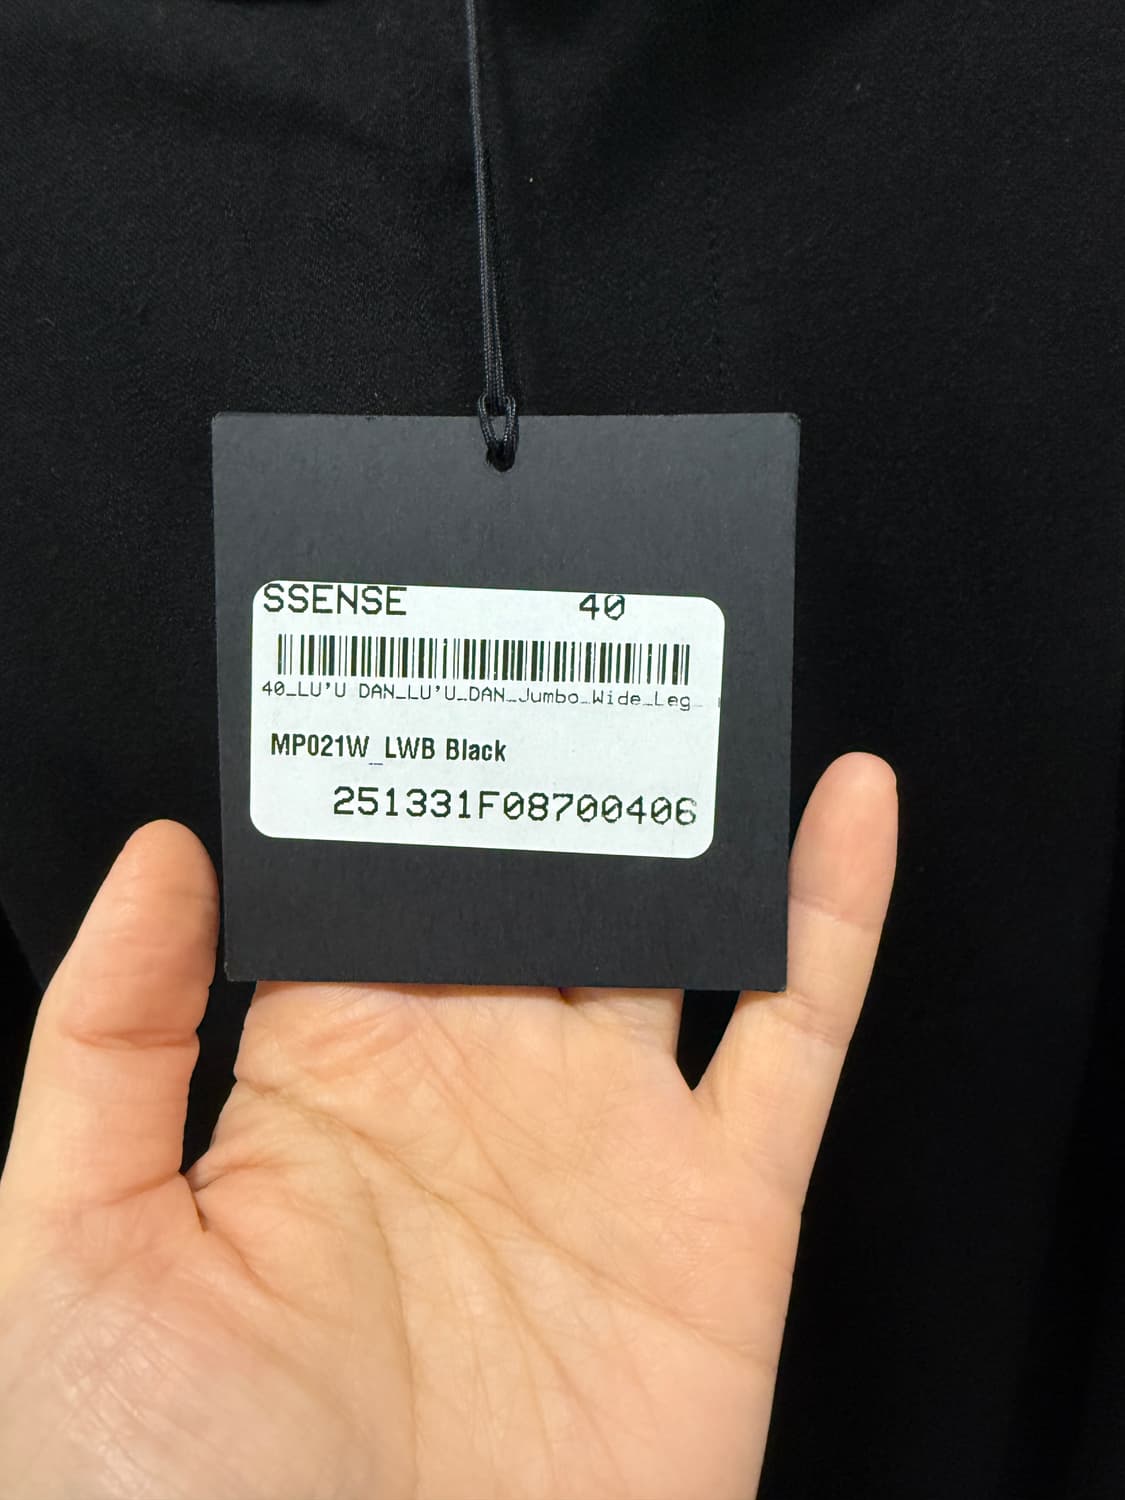 SSENSE 40
40_LU'U DAN_LU'U_DAN_Jumbo_Wide_Leg_
MP021W_LWB Black
251331F08700406